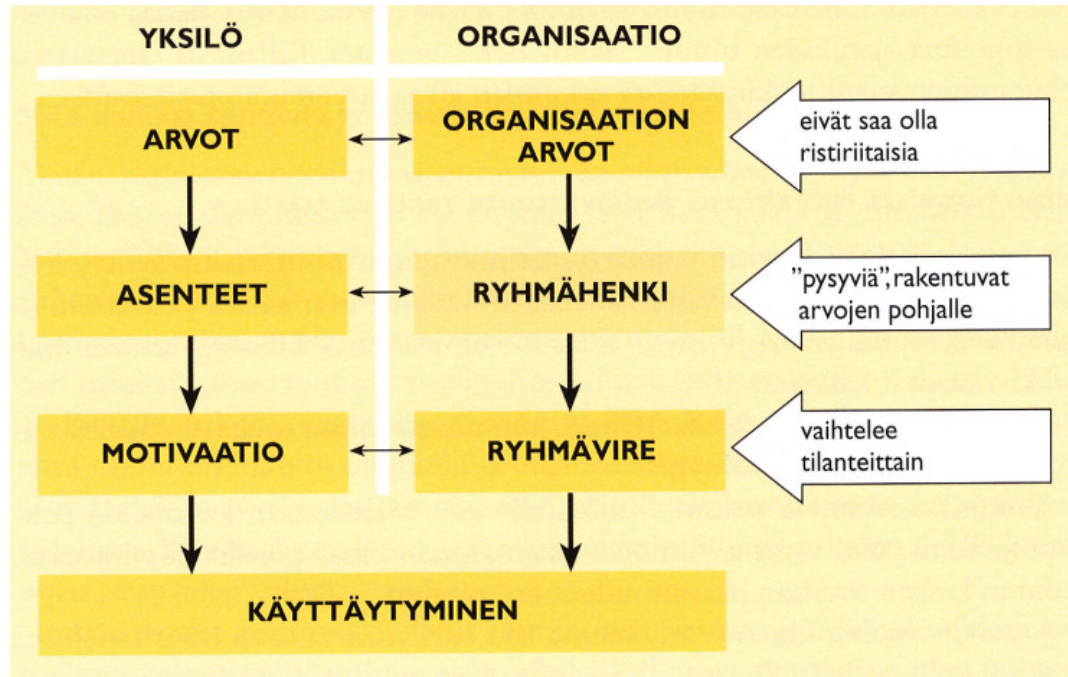 YKSILÖ
ORGANISAATIO
ARVOT
ORGANISAATION
ARVOT
eivät saa olla
ristiriitaisia
ASENTEET
RYHMÄHENKI
”pysyviä”, rakentuvat
arvojen pohjalle
MOTIVAATIO
RYHMÄVIRE
vaihtelee
tilanteittain
KÄYTTÄYTYMINEN